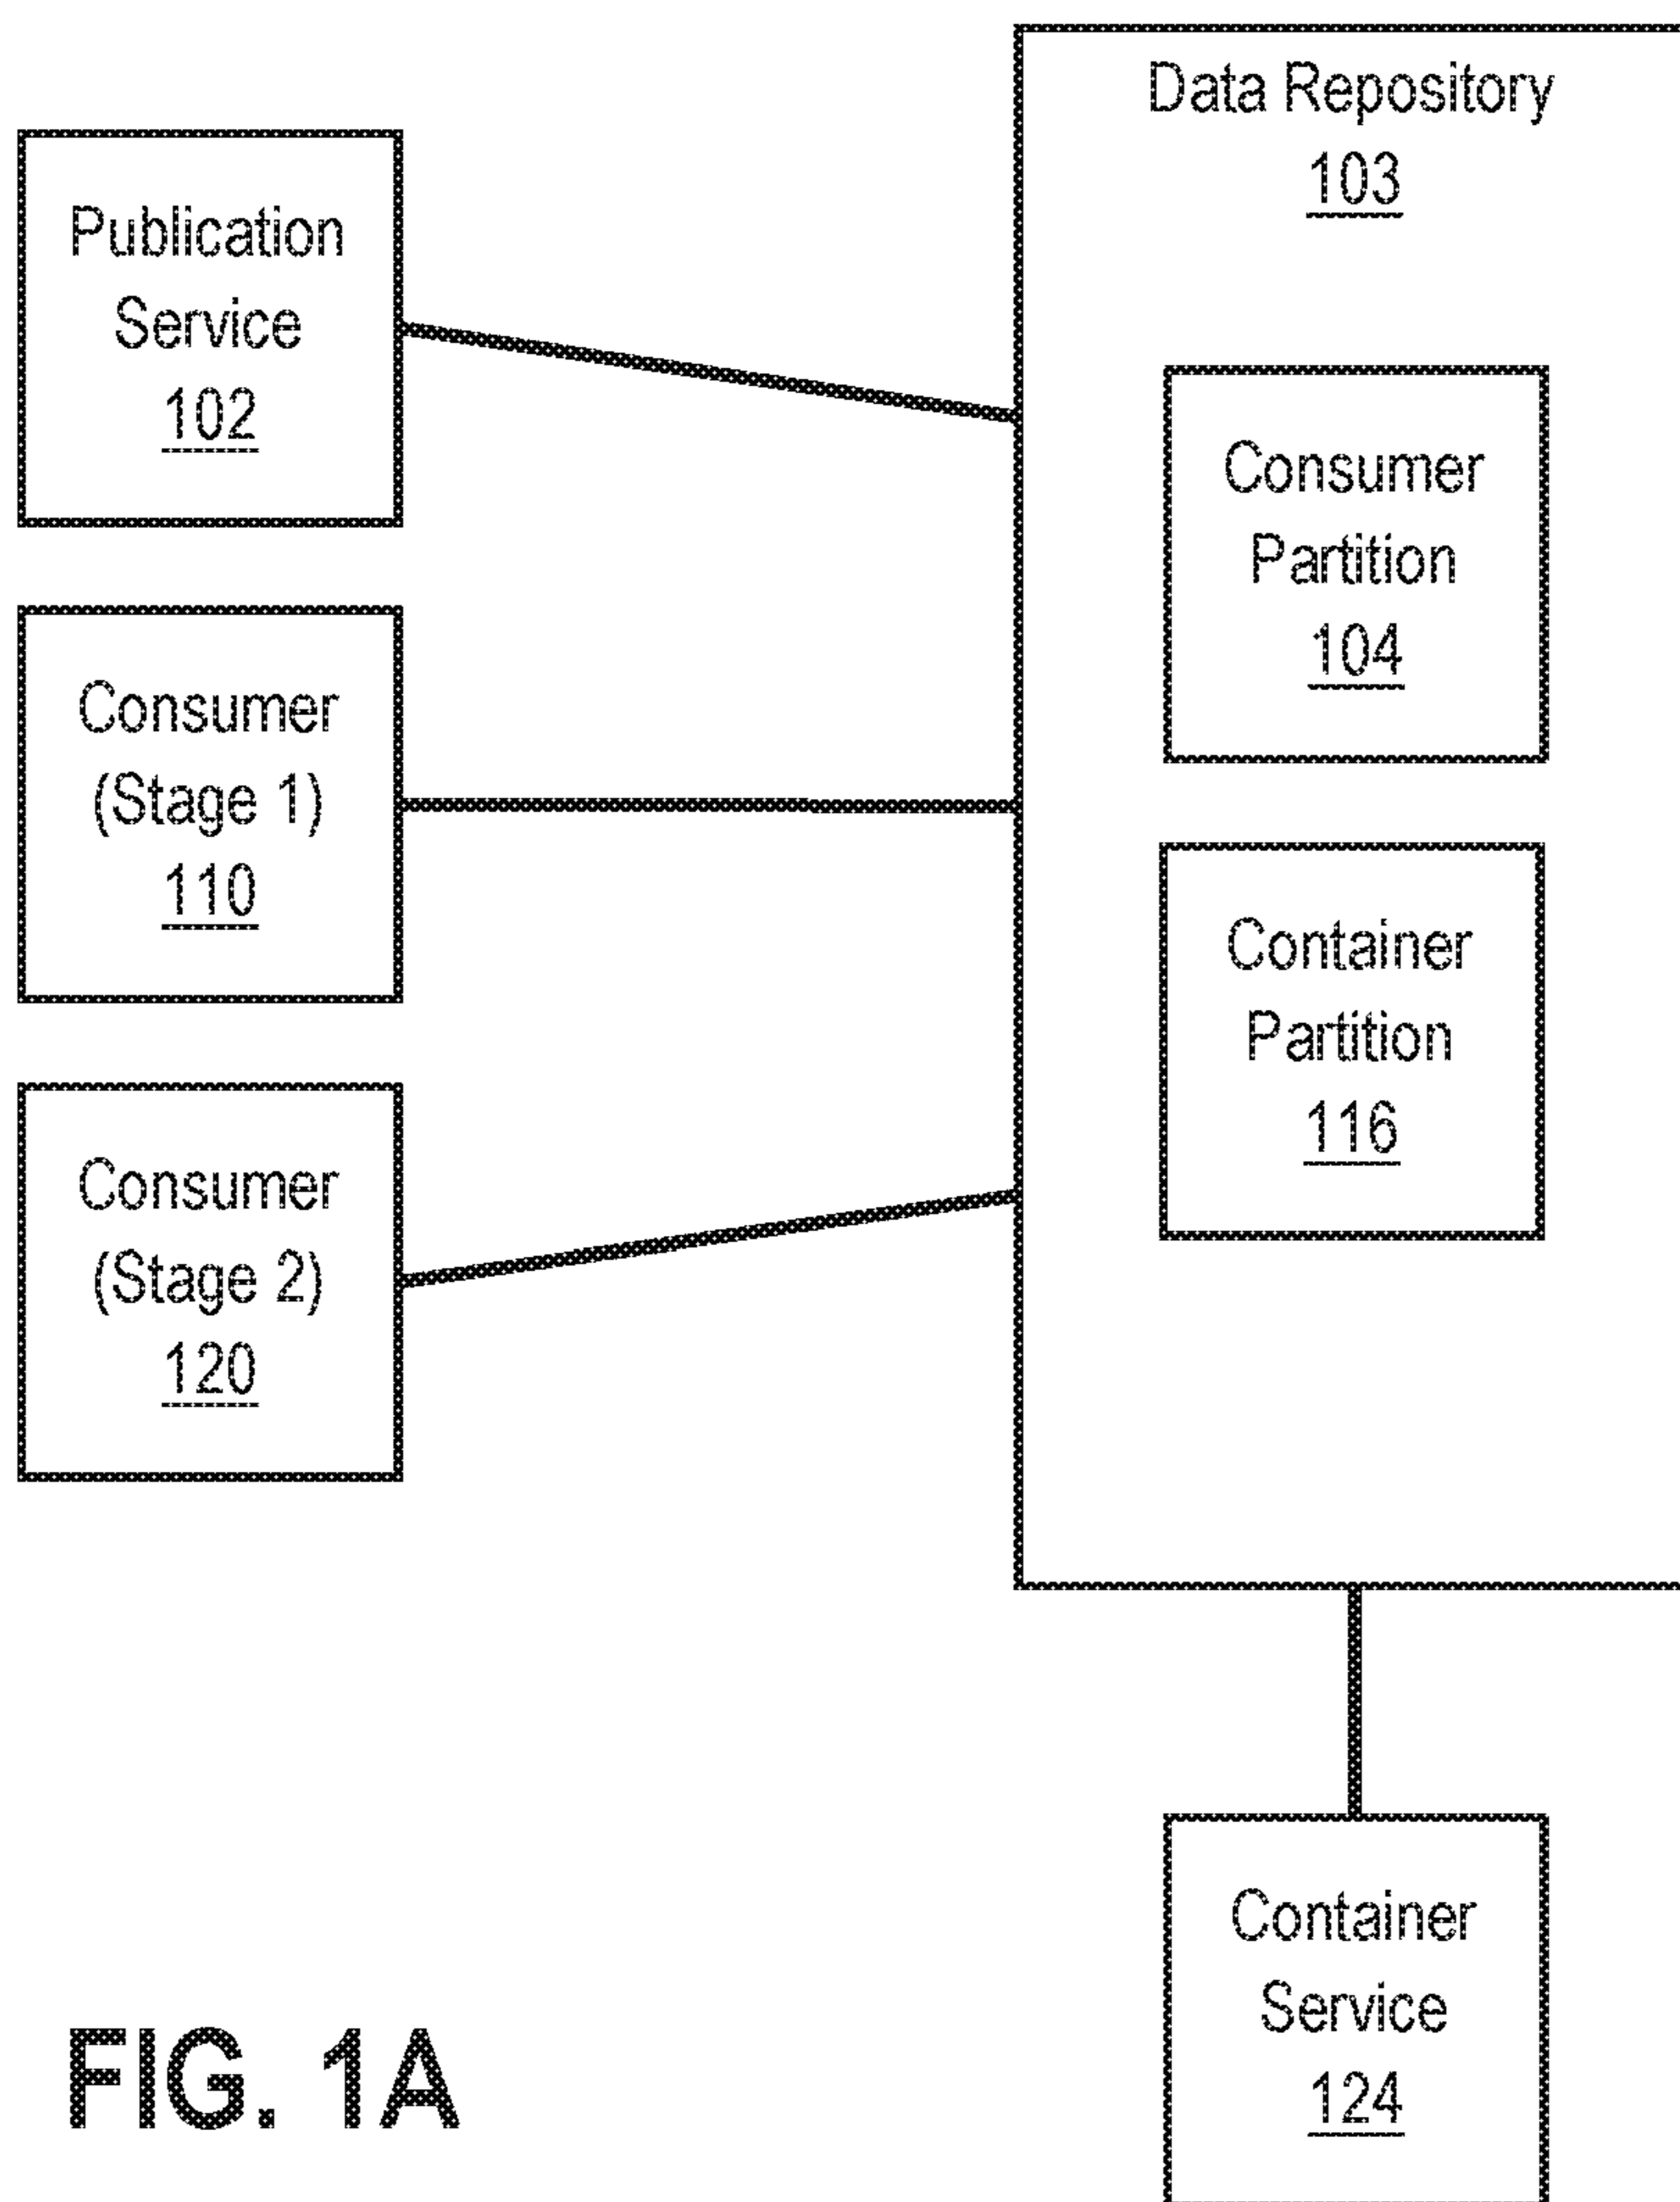 Data Repository
103
Publication
Service
102
Consumer
Partition
104
Consumer
(Stage 1)
110
Container
Partition
116
Consumer
(Stage 2)
120
Container
Service
124
FIG. 1A